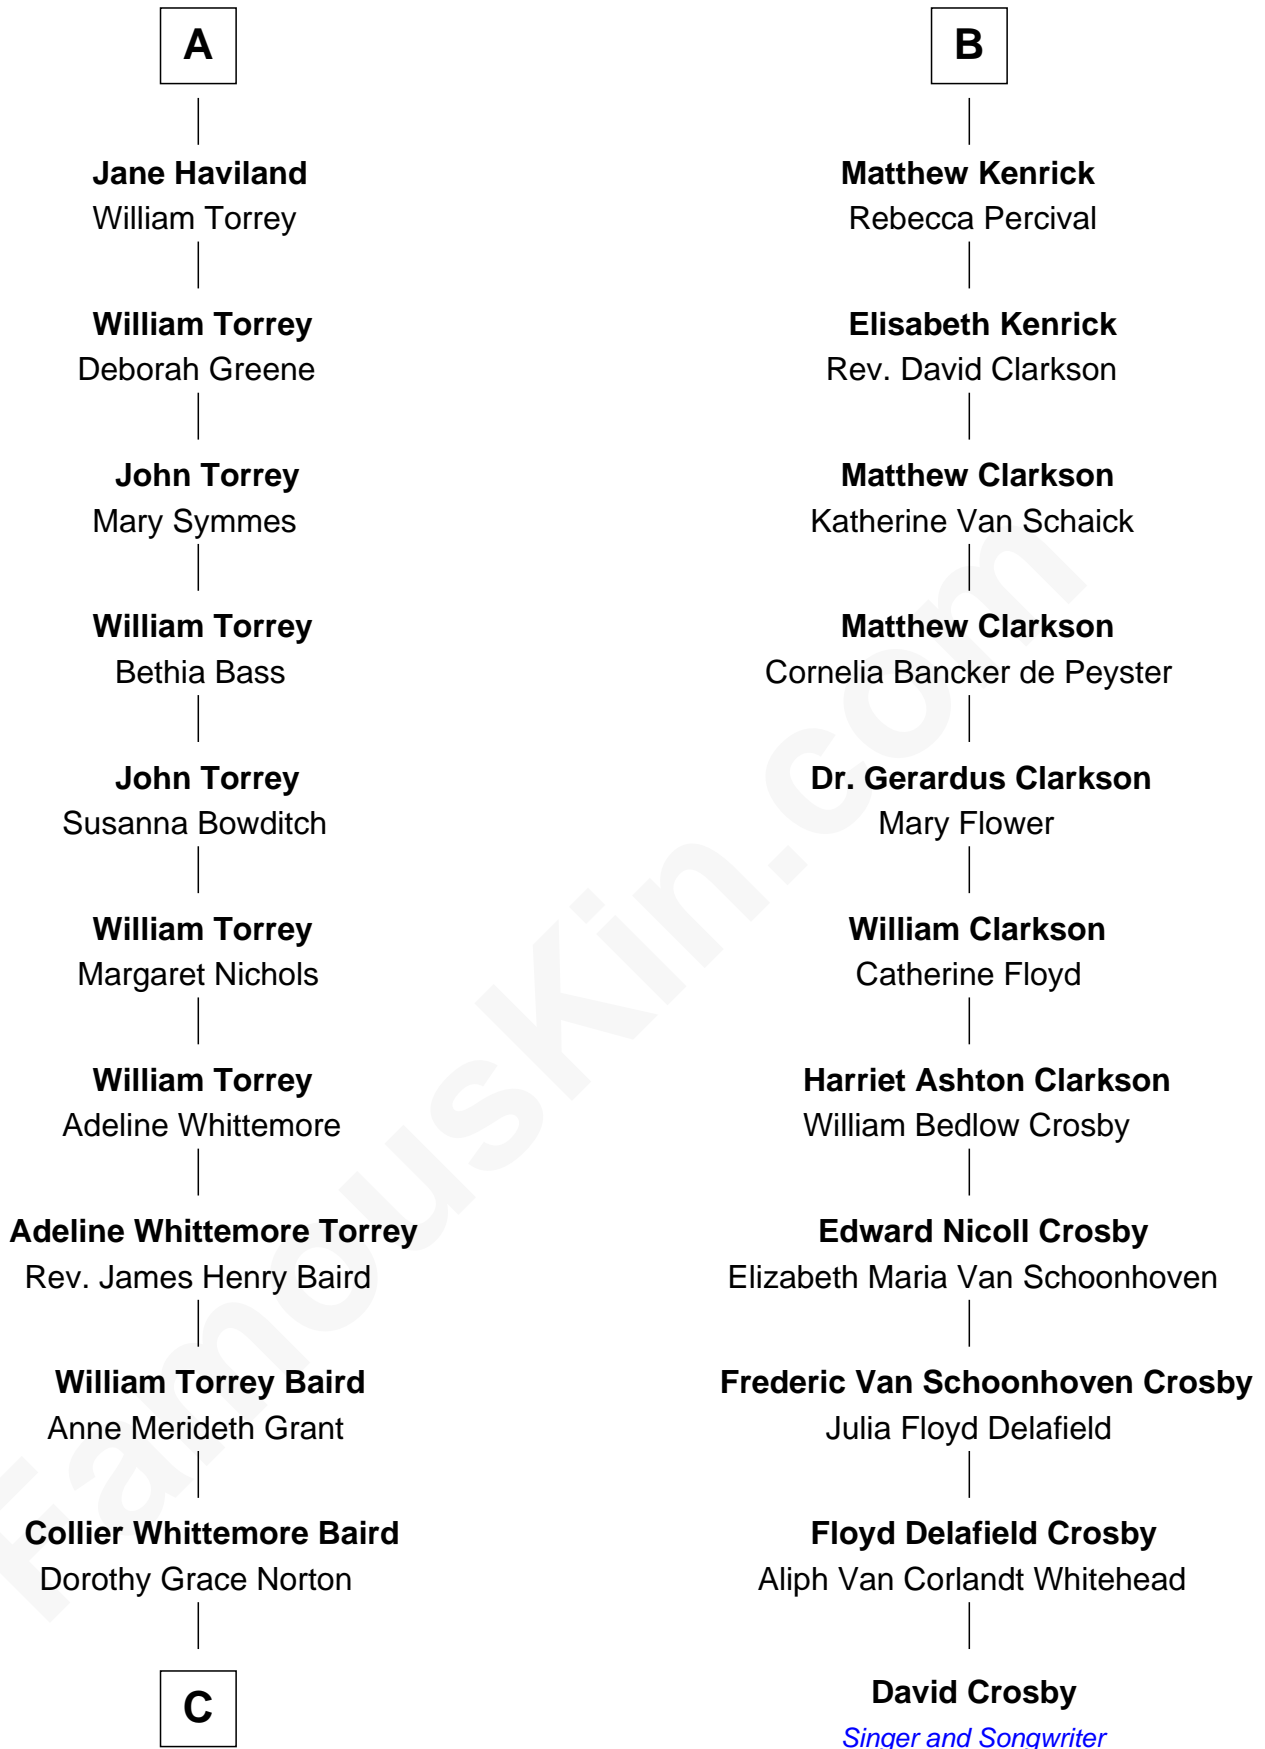 A
Jane Haviland
William Torrey
William Torrey
Deborah Greene
John Torrey
Mary Symmes
William Torrey
Bethia Bass
John Torrey
Susanna Bowditch
William Torrey
Margaret Nichols
William Torrey
Adeline Whittemore
Adeline Whittemore Torrey
Rev. James Henry Baird
William Torrey Baird
Anne Merideth Grant
Collier Whittemore Baird
Dorothy Grace Norton
C
B
Matthew Kenrick
Rebecca Percival
Elisabeth Kenrick
Rev. David Clarkson
Matthew Clarkson
Katherine Van Schaick
Matthew Clarkson
Cornelia Bancker de Peyster
Dr. Gerardus Clarkson
Mary Flower
William Clarkson
Catherine Floyd
Harriet Ashton Clarkson
William Bedlow Crosby
Edward Nicoll Crosby
Elizabeth Maria Van Schoonhoven
Frederic Van Schoonhoven Crosby
Julia Floyd Delafield
Floyd Delafield Crosby
Aliph Van Corlandt Whitehead
David Crosby
Singer and Songwriter
FamousKin.com